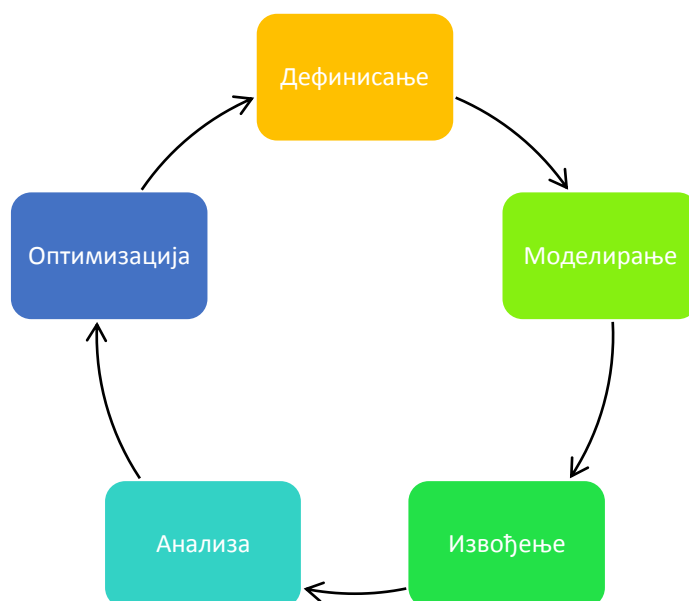 Дефинисање
Моделирање
Извођење
Анализа
Оптимизација